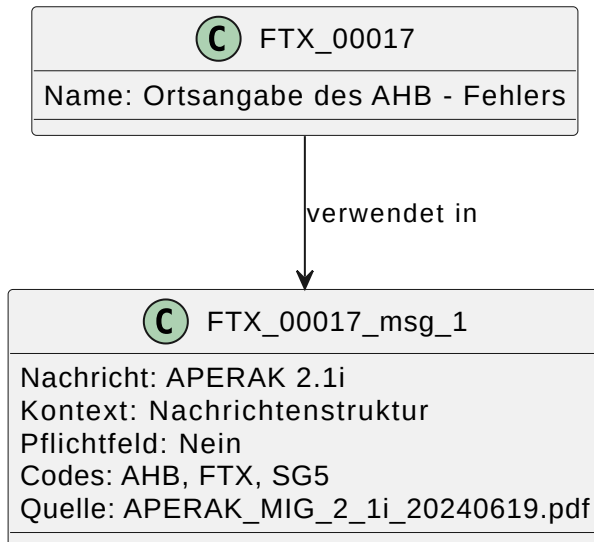 C FTX_00017
Name: Ortsangabe des AHB - Fehlers
verwendet in
C FTX_00017_msg_1
Nachricht: APERAK 2.1i
Kontext: Nachrichtenstruktur
Pflichtfeld: Nein
Codes: AHB, FTX, SG5
Quelle: APERAK_MIG_2_1i_20240619.pdf